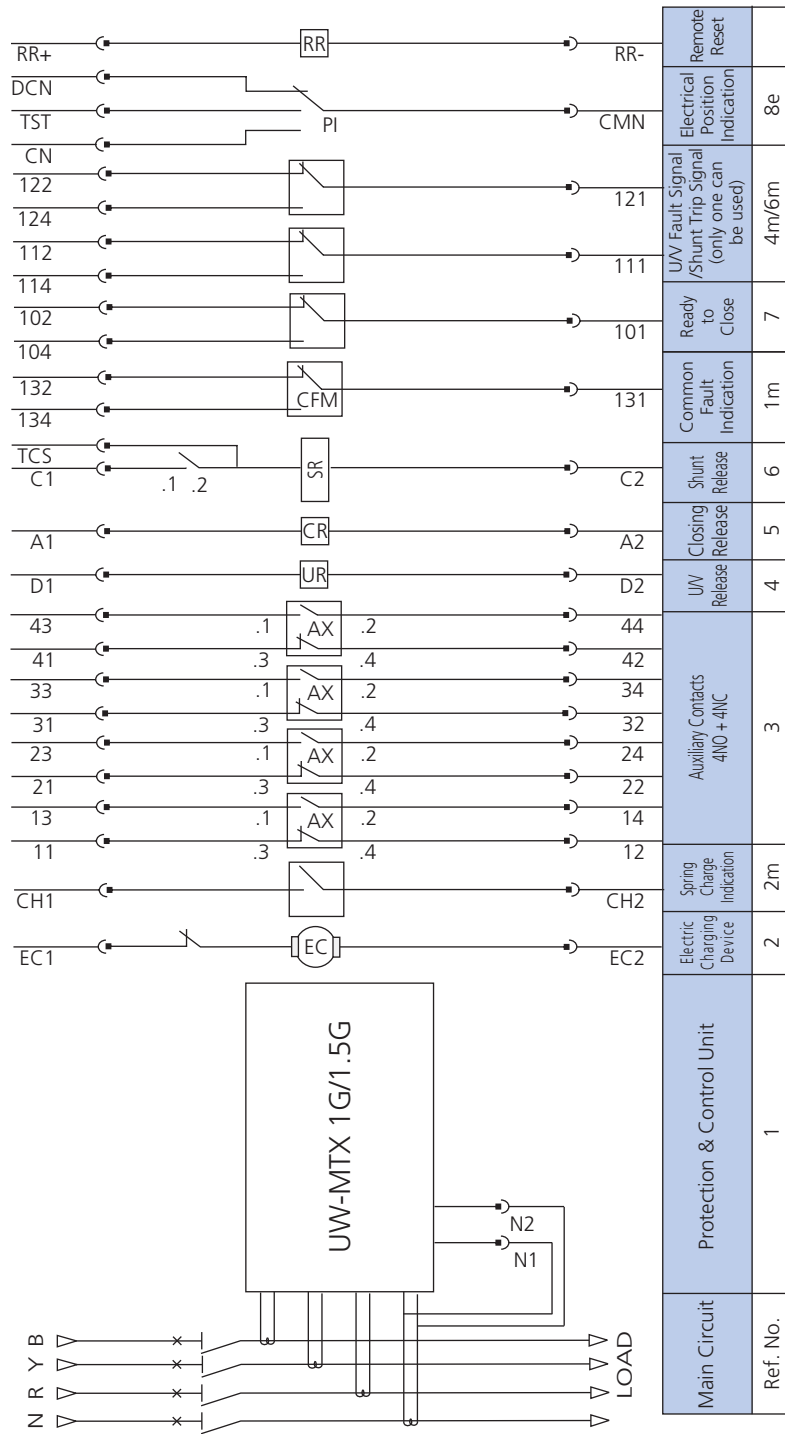 RR+
RR
RR-
DCN
TST
CN
PI
CMN
122
124
121
112
114
111
102
104
101
132
134
CFM
131
TCS
C1
.1 .2
SR
C2
A1
CR
A2
D1
UR
D2
43
.1
AX
.2
44
41
.3
.4
42
33
.1
AX
.2
34
31
.3
.4
32
23
.1
AX
.2
24
21
.3
.4
22
13
.1
AX
.2
14
11
.3
.4
12
CH1
CH2
EC1
EC
EC2
UW-MTX 1G/1.5G
N2
N1
N R Y B
LOAD
Remote
Reset
Electrical
Position
Indication
8e
U/V Fault Signal
/Shunt Trip Signal
(only one can
be used)
4m/6m
Ready
to
Close
7
Common
Fault
Indication
1m
Shunt
Release
6
Closing
Release
5
U/V
Release
4
Auxiliary Contacts
4NO + 4NC
3
Spring
Charge
Indication
2m
Electric
Charging
Device
2
Protection & Control Unit
1
Main Circuit
Ref. No.